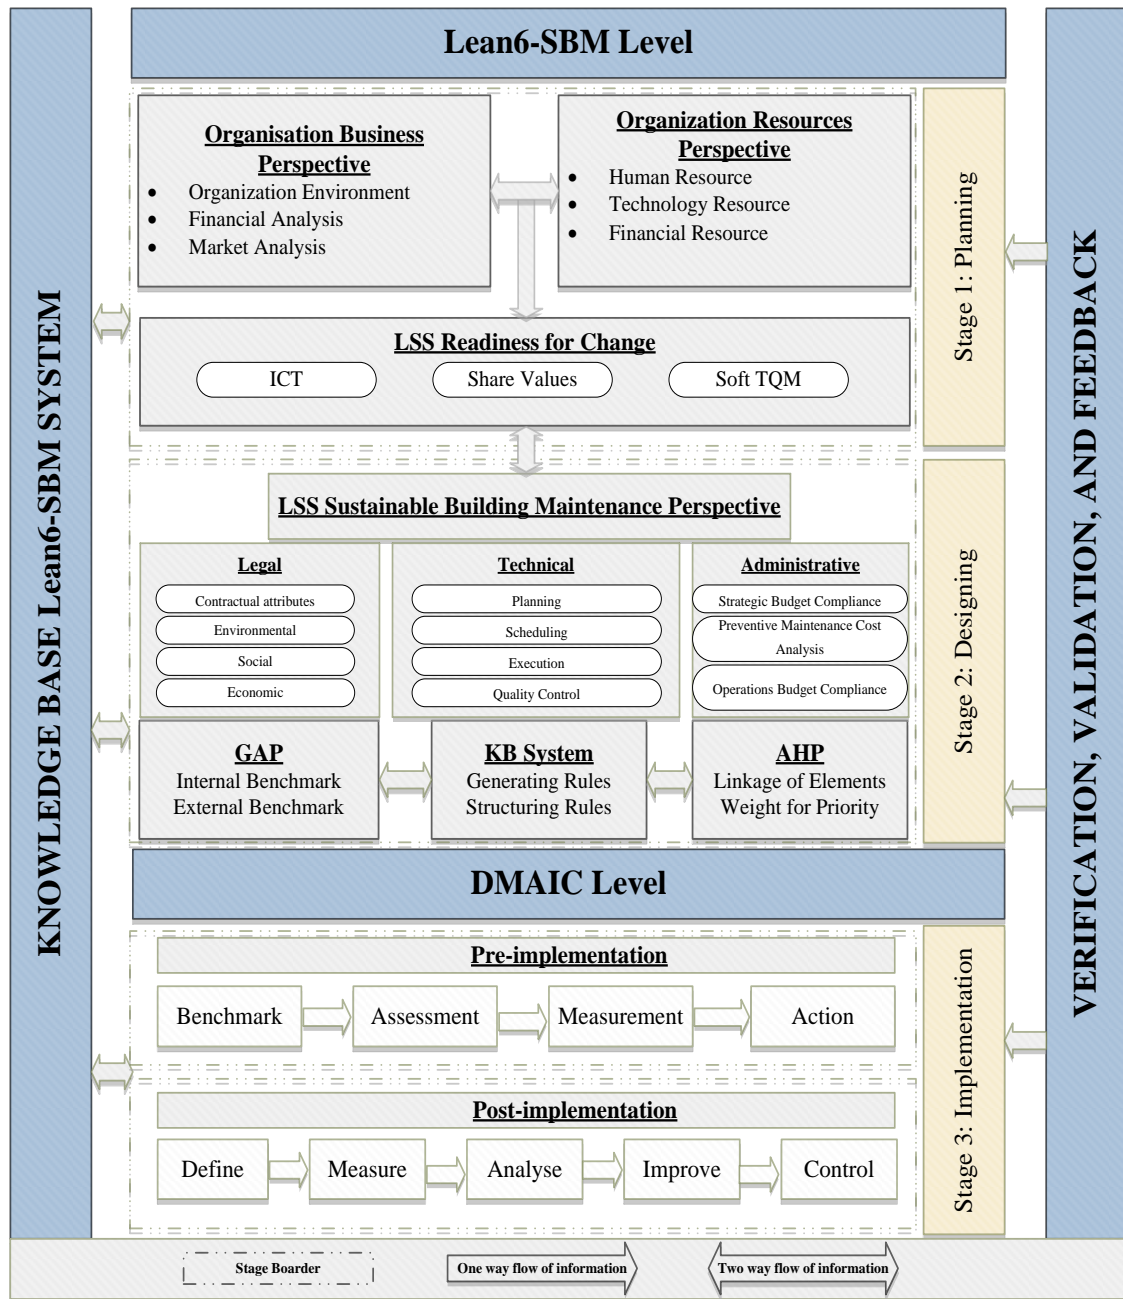 Lean6-SBM Level
KNOWLEDGE BASE Lean6-SBM SYSTEM
VERIFICATION, VALIDATION, AND FEEDBACK
Organisation Business
Perspective
• Organization Environment
• Financial Analysis
• Market Analysis
Organization Resources
Perspective
• Human Resource
• Technology Resource
• Financial Resource
Stage 1: Planning
LSS Readiness for Change
ICT
Share Values
Soft TQM
LSS Sustainable Building Maintenance Perspective
Stage 2: Designing
Legal
Contractual attributes
Environmental
Social
Economic
Technical
Planning
Scheduling
Execution
Quality Control
Administrative
Strategic Budget Compliance
Preventive Maintenance Cost
Analysis
Operations Budget Compliance
GAP
Internal Benchmark
External Benchmark
KB System
Generating Rules
Structuring Rules
AHP
Linkage of Elements
Weight for Priority
DMAIC Level
Stage 3: Implementation
Pre-implementation
Benchmark
Assessment
Measurement
Action
Post-implementation
Define
Measure
Analyse
Improve
Control
Stage Boarder
One way flow of information
Two way flow of information